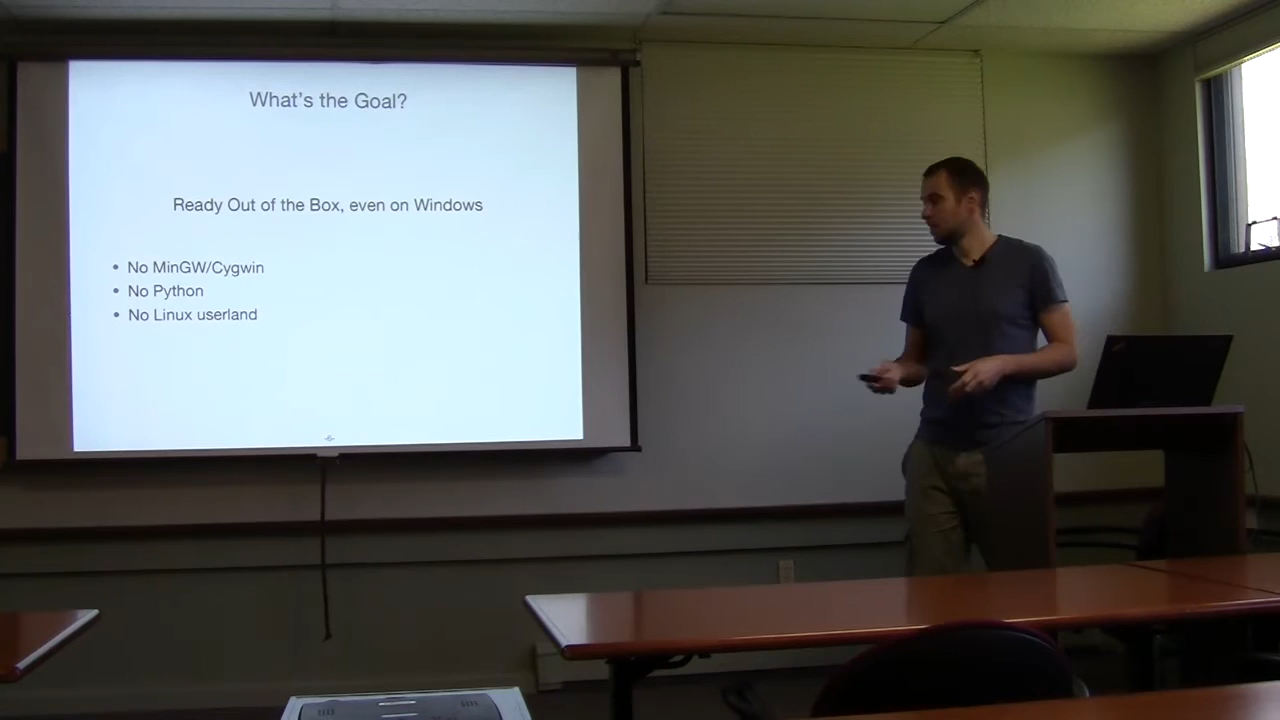 What's the Goal?
Ready Out of the Box, even on Windows
• No MinGW/Cygwin
• No Python
• No Linux userland